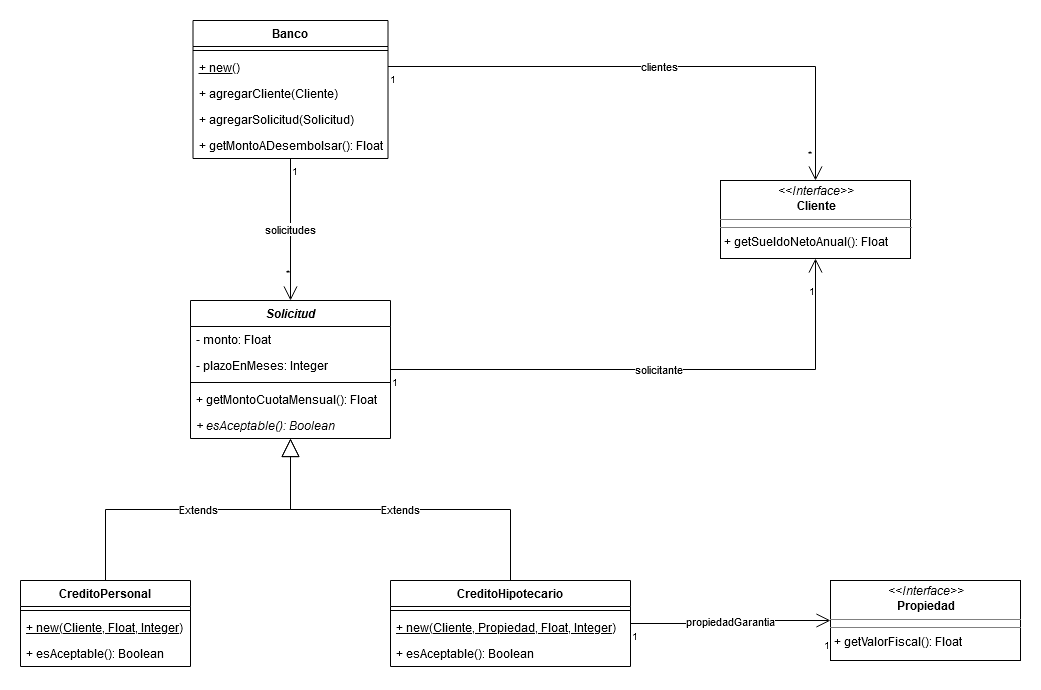 Banco
+ new()
+ agregarCliente(Cliente)
+ agregarSolicitud(Solicitud)
+ getMontoADesembolsar(): Float
1
clientes
*
1
solicitudes
*
<<Interface>>
Cliente
+ getSueldoNetoAnual(): Float
Solicitud
- monto: Float
- plazoEnMeses: Integer
+ getMontoCuotaMensual(): Float
+ esAceptable(): Boolean
1
solicitante
1
Extends
Extends
CreditoPersonal
+ new(Cliente, Float, Integer)
+ esAceptable(): Boolean
CreditoHipotecario
+ new(Cliente, Propiedad, Float, Integer)
+ esAceptable(): Boolean
1
propiedadGarantia
1
<<Interface>>
Propiedad
+ getValorFiscal(): Float